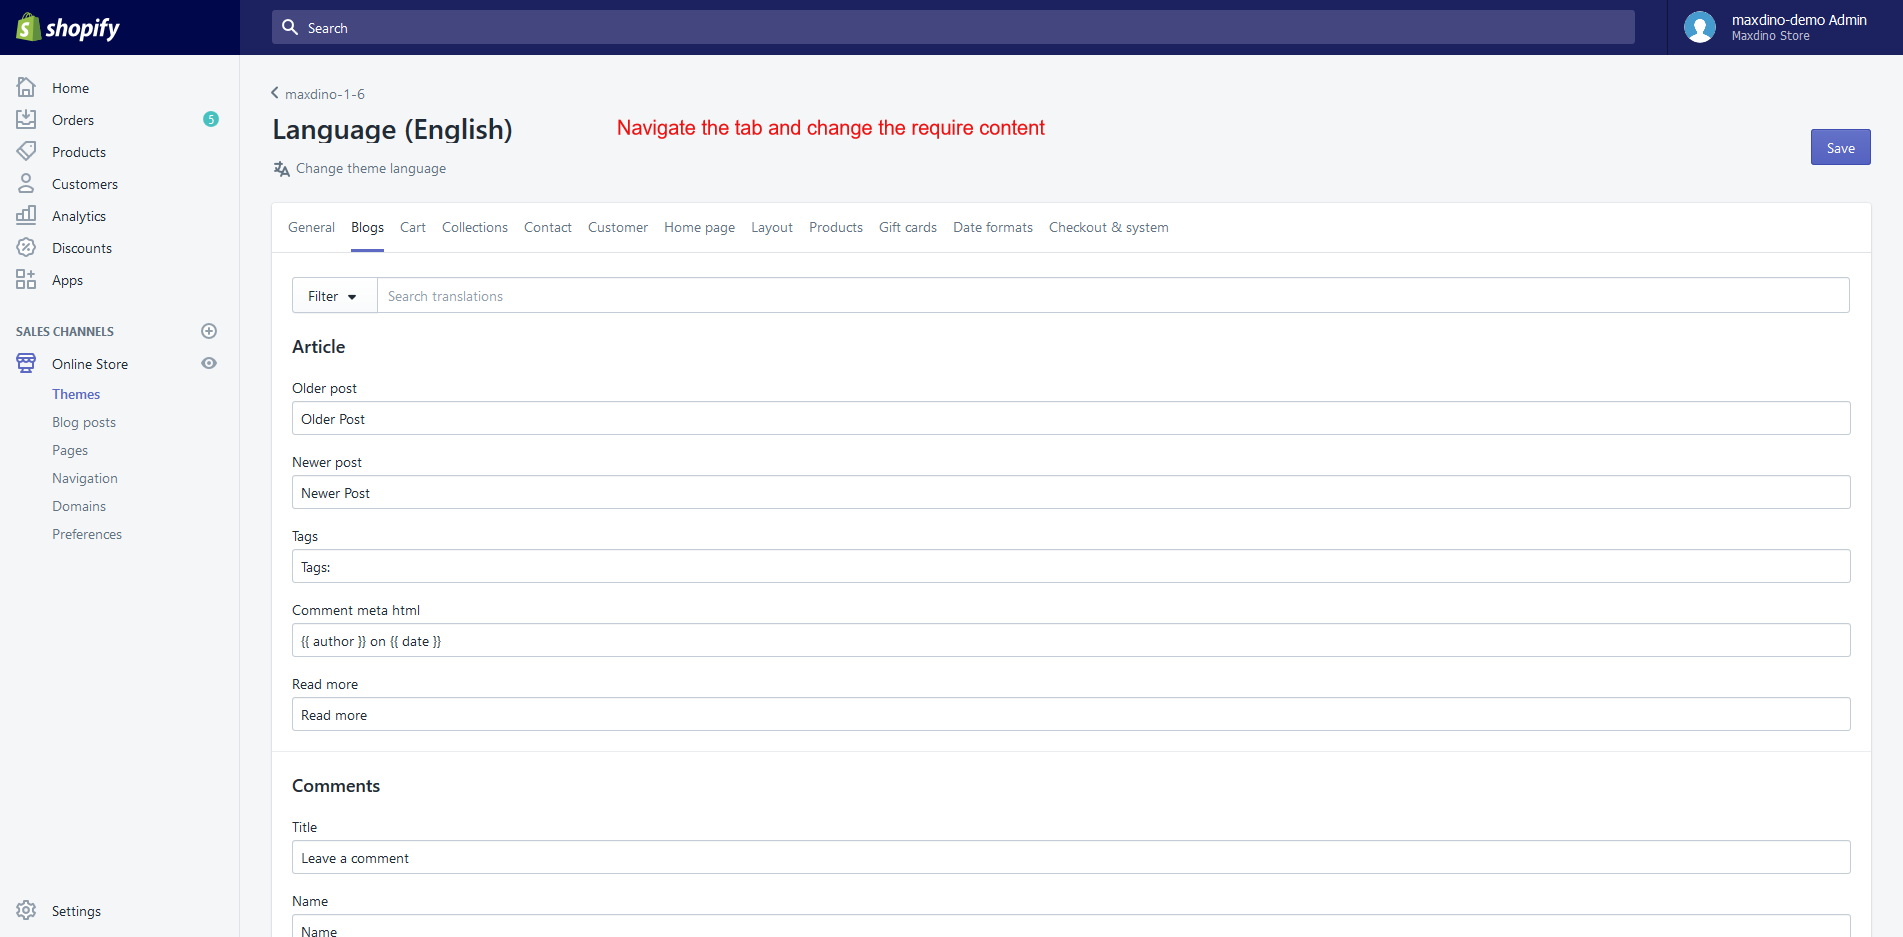 shopify
Search
maxdino-demo Admin
Maxdino Store
Home
Orders
5
Products
Customers
Analytics
Discounts
Apps
SALES CHANNELS
Online Store
Themes
Blog posts
Pages
Navigation
Domains
Preferences
Settings
maxdino-1-6
Language (English)
Navigate the tab and change the require content
Change theme language
Save
General Blogs Cart Collections Contact Customer Home page Layout Products Gift cards Date formats Checkout & system
Filter
Search translations
Article
Older post
Older Post
Newer post
Newer Post
Tags
Tags:
Comment meta html
{{ author }} on {{ date }}
Read more
Read more
Comments
Title
Leave a comment
Name
Name